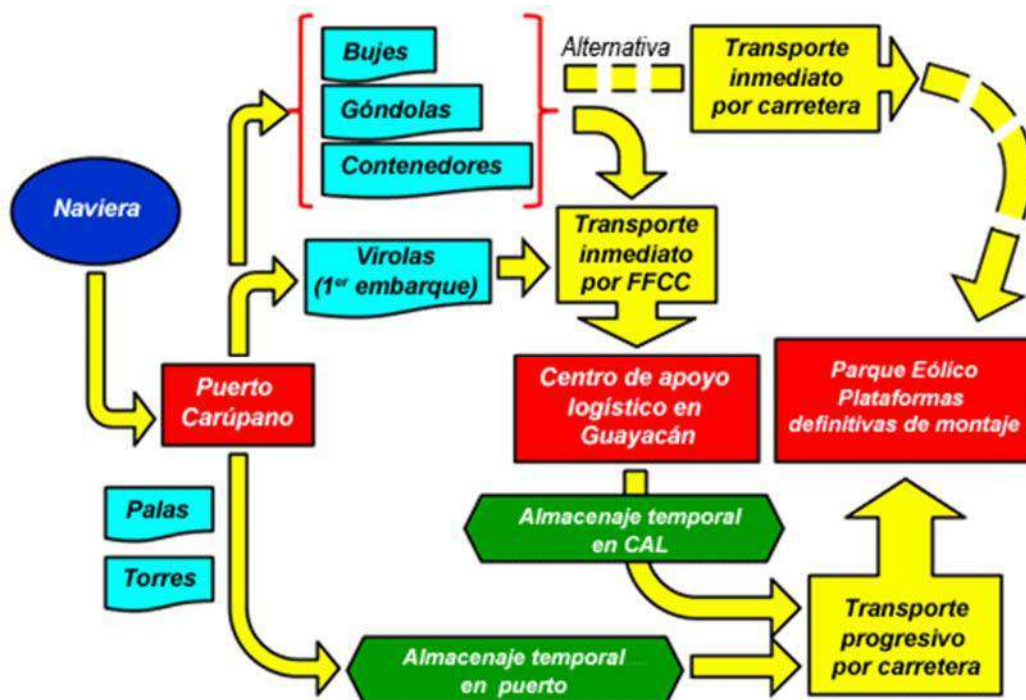 Bujes
Góndolas
Contenedores
Alternativa
Transporte
inmediato
por carretera
Naviera
Virolas
(1er embarque)
Transporte
inmediato
por FFCC
Puerto
Carúpano
Centro de apoyo
logístico en
Guayacán
Parque Eólico
Plataformas
definitivas de montaje
Palas
Torres
Almacenaje temporal
en CAL
Almacenaje temporal
en puerto
Transporte
progresivo
por carretera